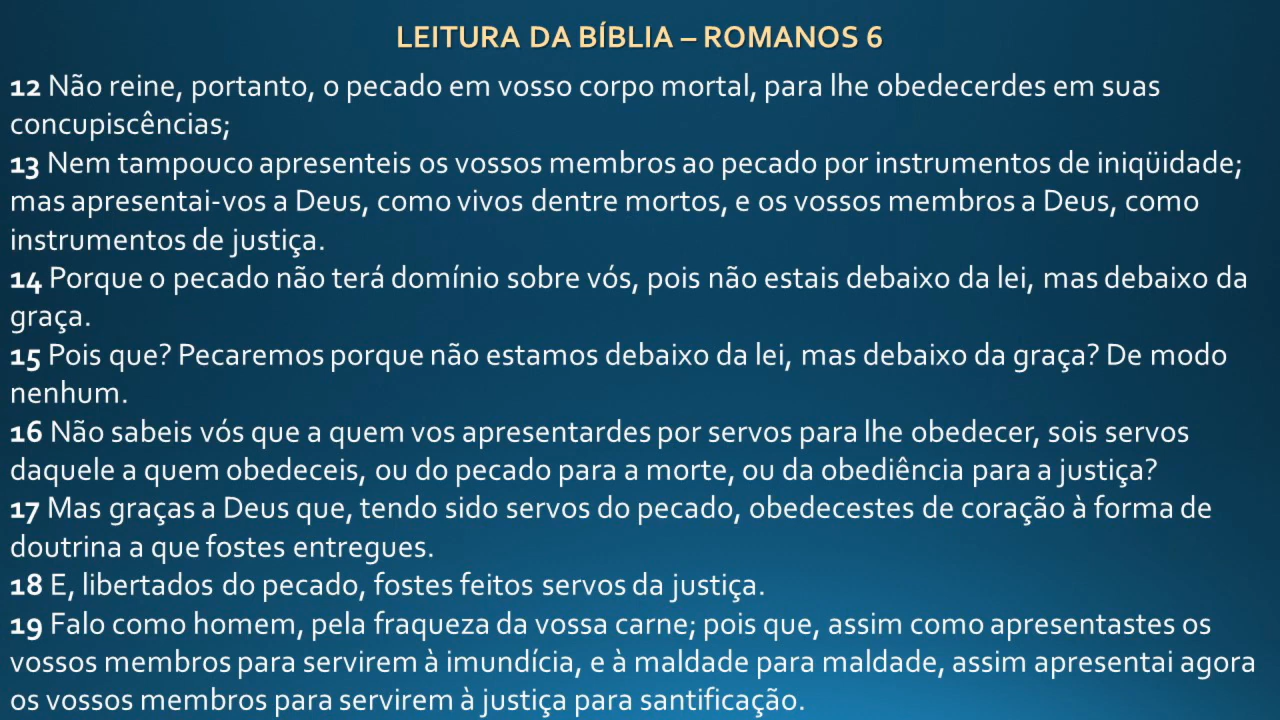 LEITURA DA BÍBLIA – ROMANOS 6
12 Não reine, portanto, o pecado em vosso corpo mortal, para lhe obedecerdes em suas
concupiscências;
13 Nem tampouco apresenteis os vossos membros ao pecado por instrumentos de iniqüidade;
mas apresentai-vos a Deus, como vivos dentre mortos, e os vossos membros a Deus, como
instrumentos de justiça.
14 Porque o pecado não terá domínio sobre vós, pois não estais debaixo da lei, mas debaixo da
graça.
15 Pois que? Pecaremos porque não estamos debaixo da lei, mas debaixo da graça? De modo
nenhum.
16 Não sabeis vós que a quem vos apresentardes por servos para lhe obedecer, sois servos
daquele a quem obedeceis, ou do pecado para a morte, ou da obediência para a justiça?
17 Mas graças a Deus que, tendo sido servos do pecado, obedecestes de coração à forma de
doutrina a que fostes entregues.
18 E, libertados do pecado, fostes feitos servos da justiça.
19 Falo como homem, pela fraqueza da vossa carne; pois que, assim como apresentastes os
vossos membros para servirem à imundícia, e à maldade para maldade, assim apresentai agora
os vossos membros para servirem à justiça para santificação.